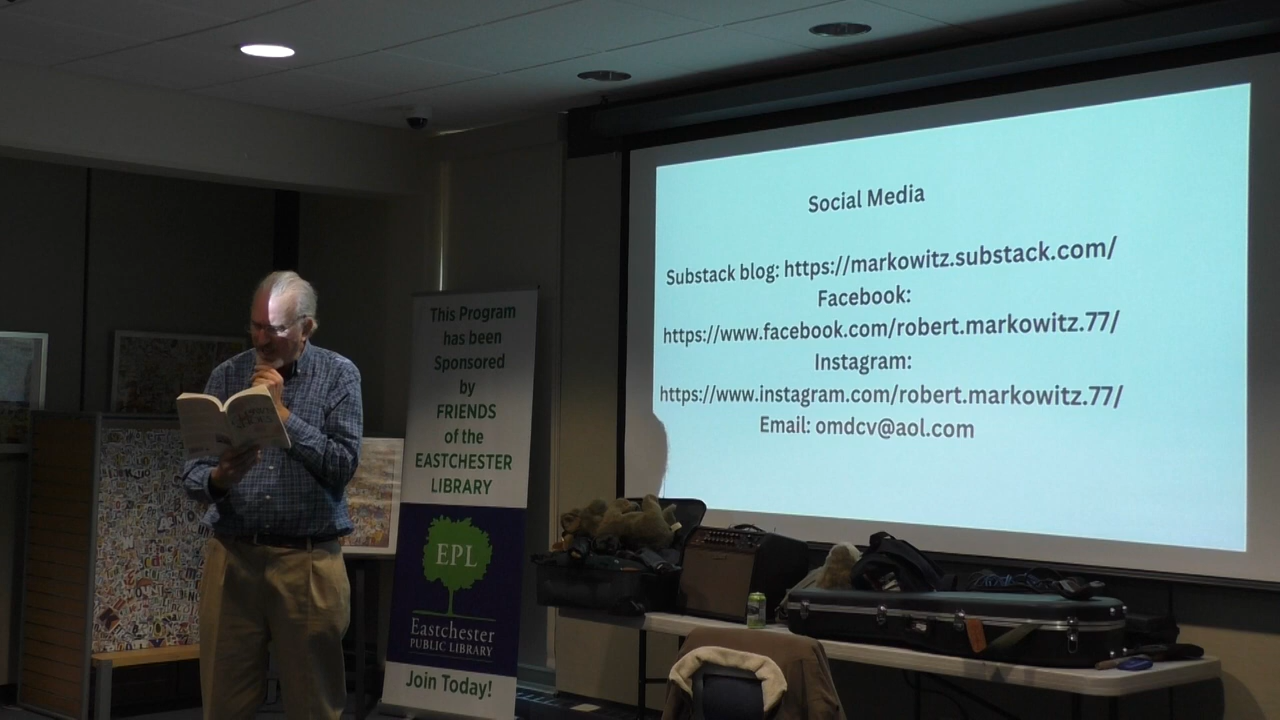 This Program
has been
Sponsored
by
FRIENDS
of the
EASTCHESTER
LIBRARY
EPL
Eastchester
PUBLIC LIBRARY
Join Today!
Social Media
Substack blog: https://markowitz.substack.com/
Facebook:
https://www.facebook.com/robert.markowitz.77/
Instagram:
https://www.instagram.com/robert.markowitz.77/
Email: omdcv@aol.com